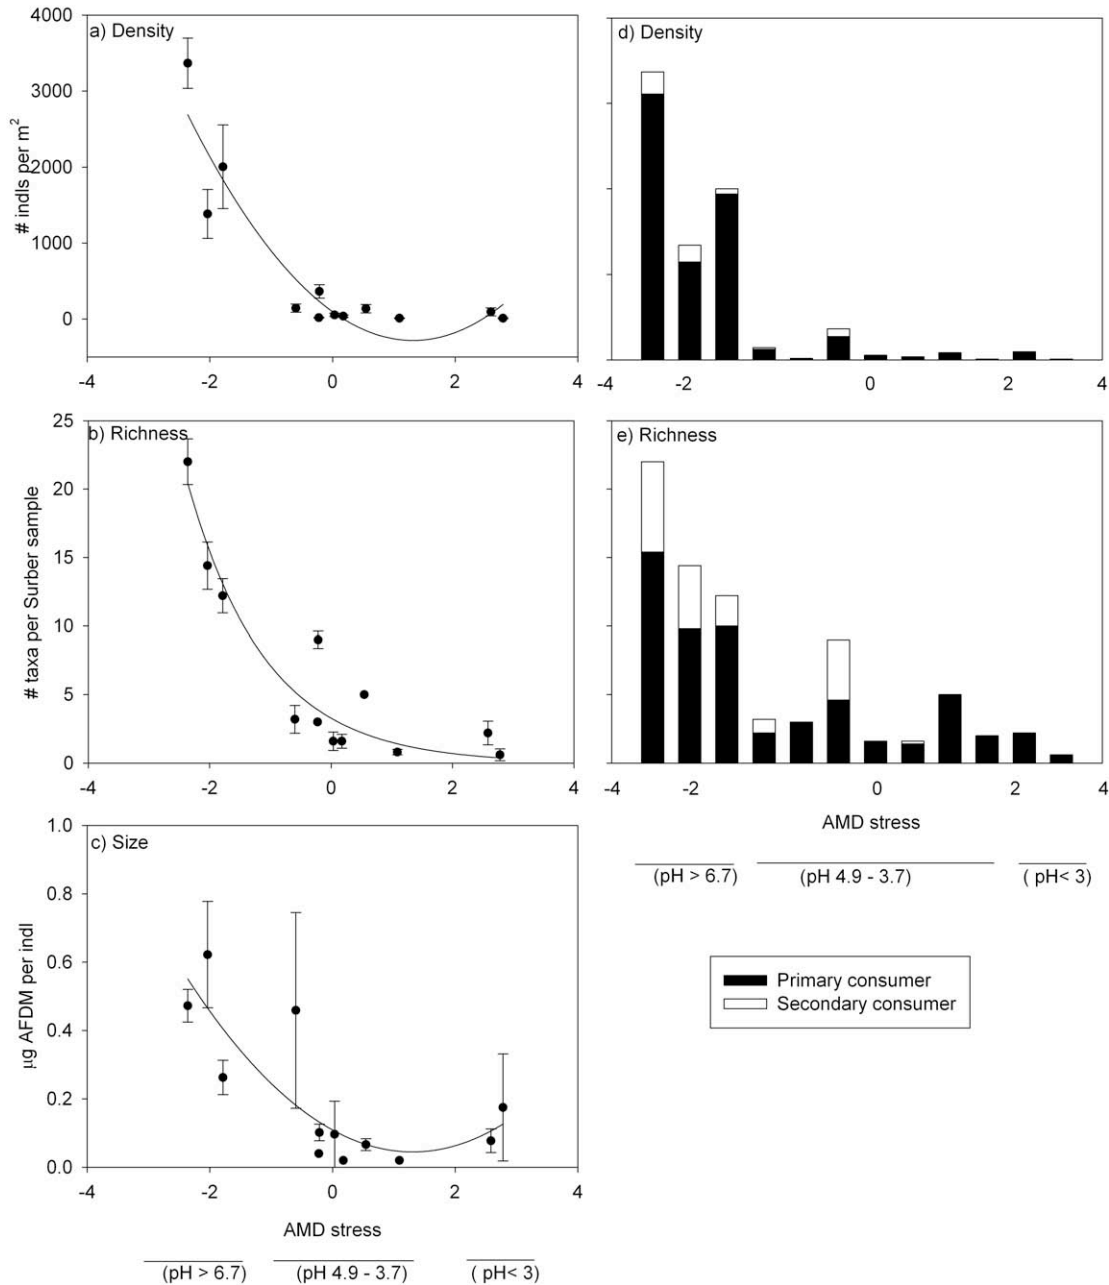 a) Density
4000
3000
2000
1000
0
# indls per m2
-4 -2 0 2 4
d) Density
-4 -2 0 2 4
b) Richness
25
20
15
10
5
0
# taxa per Surber sample
-4 -2 0 2 4
e) Richness
-4 -2 0 2 4
AMD stress
(pH > 6.7) (pH 4.9 - 3.7) ( pH< 3)
c) Size
1.0
0.8
0.6
0.4
0.2
0.0
µg AFDM per indl
-4 -2 0 2 4
AMD stress
(pH > 6.7) (pH 4.9 - 3.7) ( pH< 3)
Primary consumer
Secondary consumer